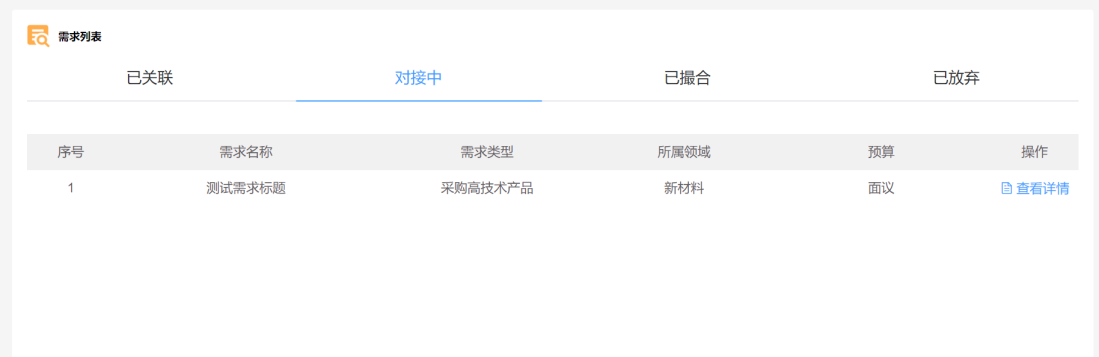 需求列表
已关联 对接中 已撮合 已放弃
序号 需求名称 需求类型 所属领域 预算 操作
1 测试需求标题 采购高技术产品 新材料 面议 查看详情